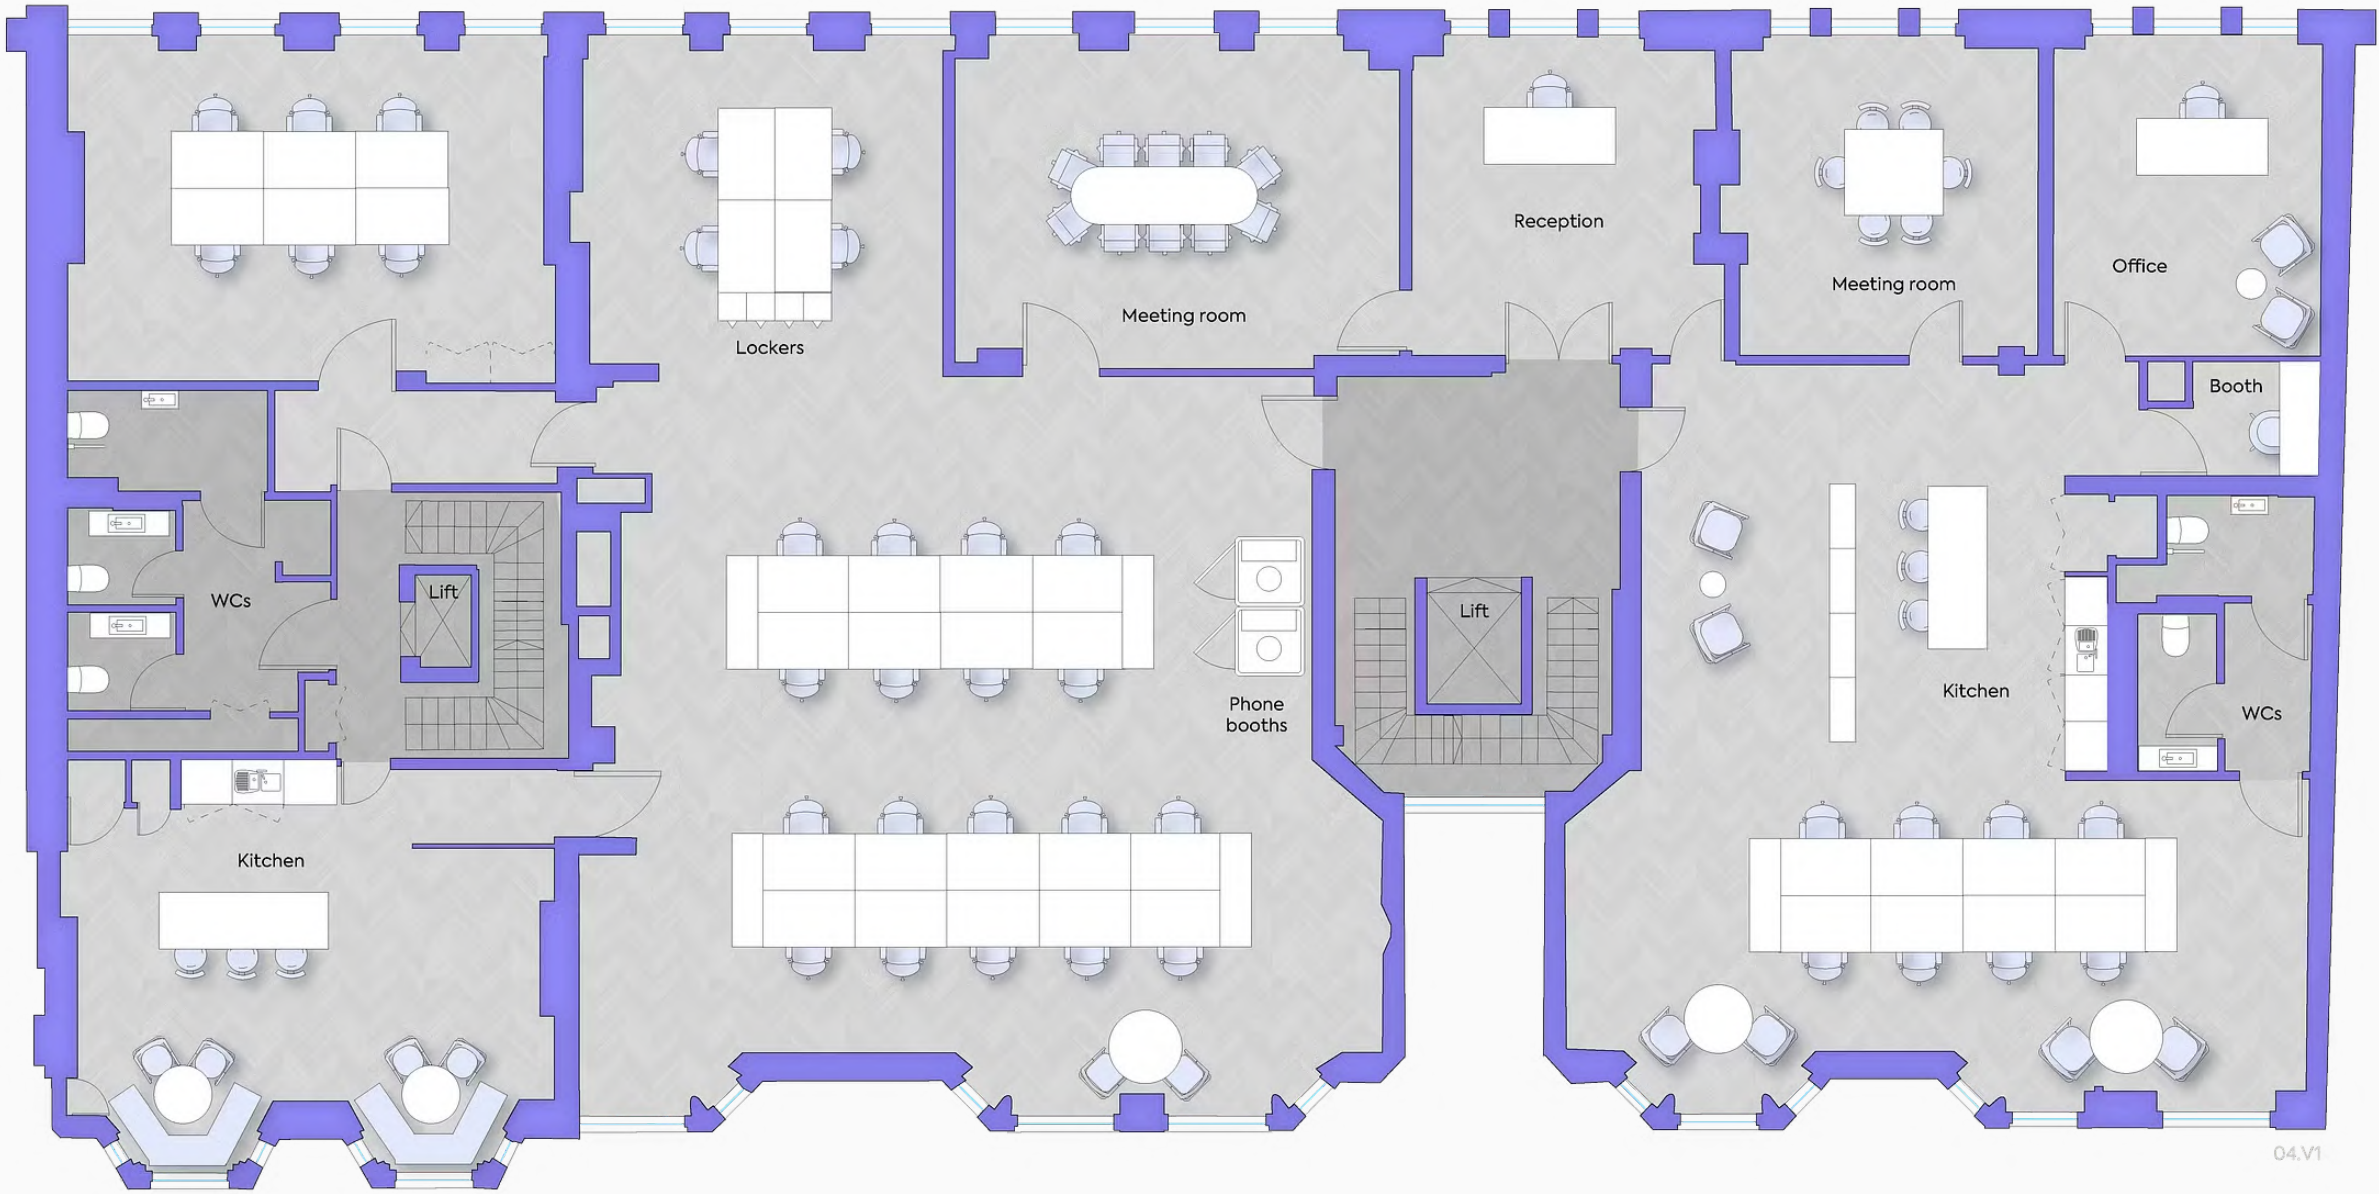 Reception
Office
Meeting room
Meeting room
Lockers
Booth
Lift
WCs
Lift
Kitchen
Phone
booths
WCs
Kitchen
04.V1